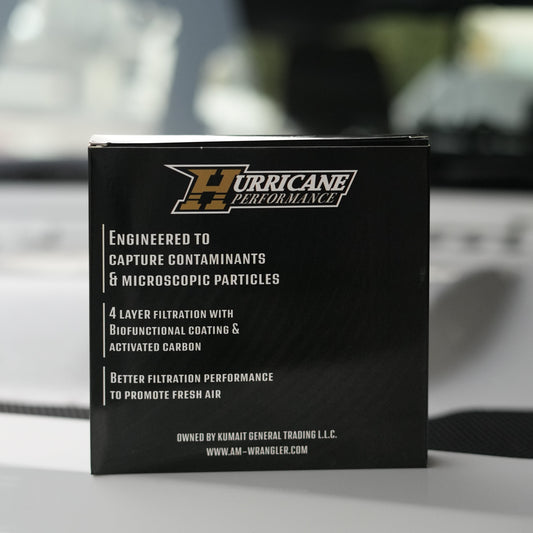 HURRICANE
PERFORMANCE
ENGINEERED TO
CAPTURE CONTAMINANTS
& MICROSCOPIC PARTICLES
4 LAYER FILTRATION WITH
BIOFUNCTIONAL COATING &
ACTIVATED CARBON
BETTER FILTRATION PERFORMANCE
TO PROMOTE FRESH AIR
OWNED BY KUMAIT GENERAL TRADING L.L.C.
WWW.AM-WRANGLER.COM